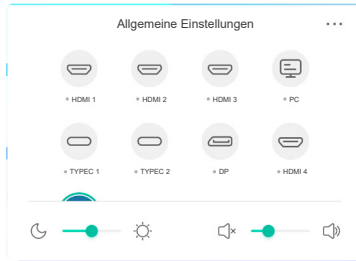 Allgemeine Einstellungen
HDMI 1
HDMI 2
HDMI 3
PC
TYPEC 1
TYPEC 2
DP
HDMI 4